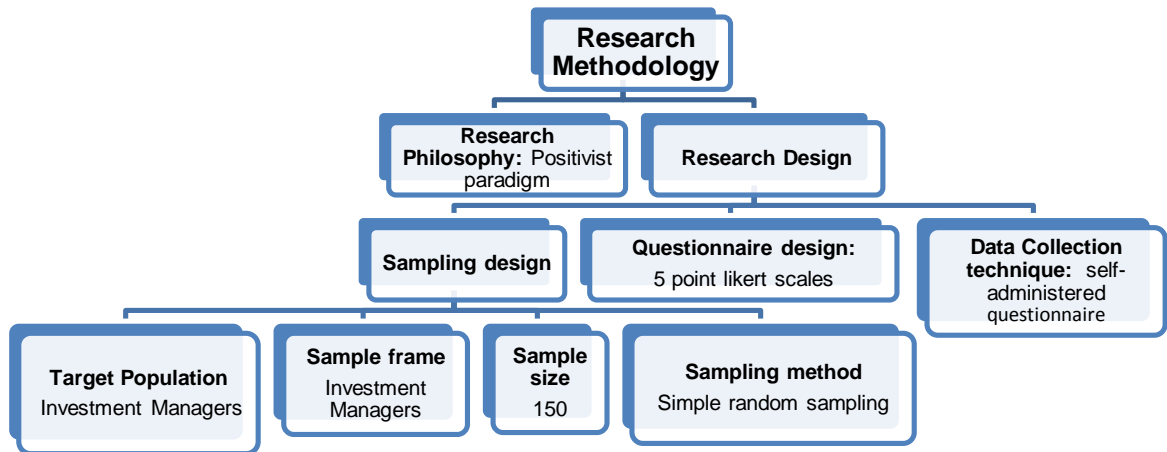 Research
Methodology
Research
Philosophy: Positivist
paradigm
Research Design
Sampling design
Questionnaire design:
5 point likert scales
Data Collection
technique: self-
administered
questionnaire
Target Population
Investment Managers
Sample frame
Investment
Managers
Sample
size
150
Sampling method
Simple random sampling